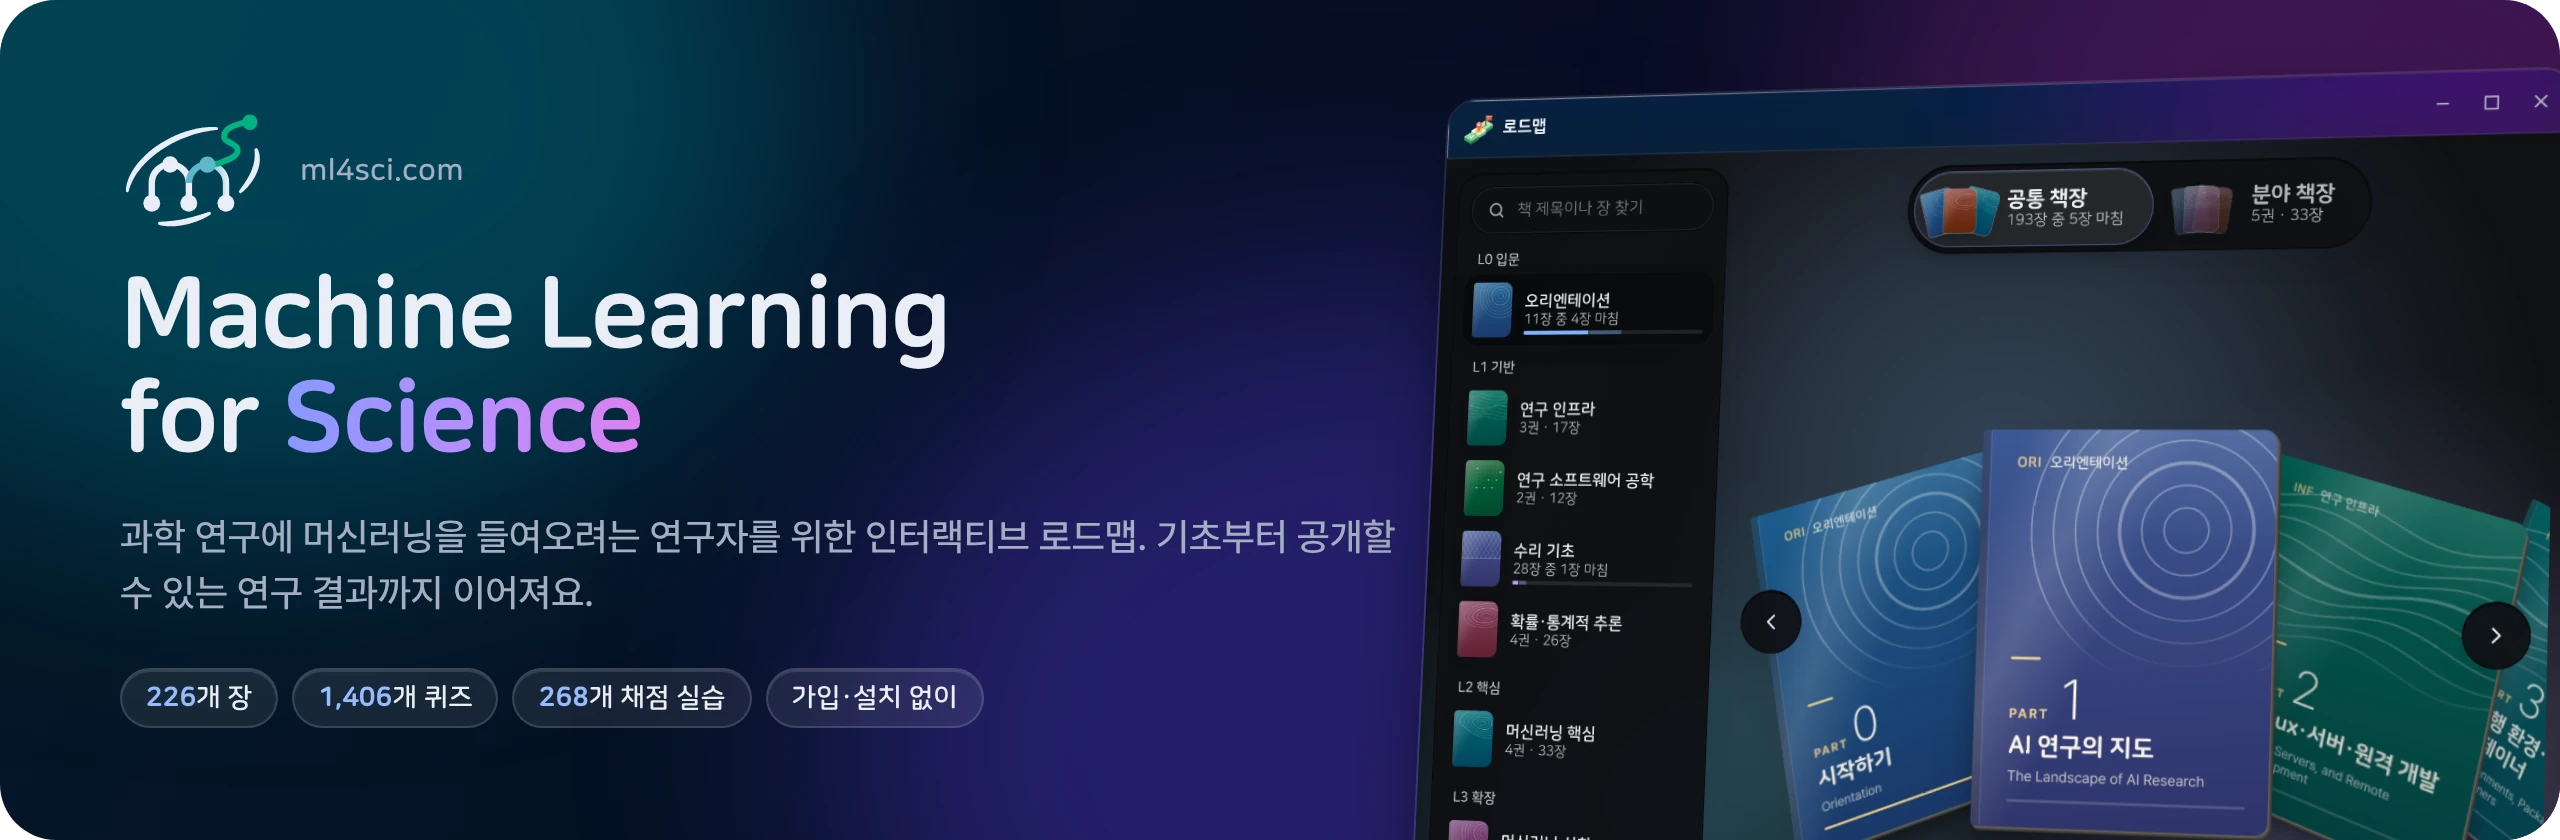 ml4sci.com
Machine Learning
for Science
과학 연구에 머신러닝을 들여오려는 연구자를 위한 인터랙티브 로드맵. 기초부터 공개할
수 있는 연구 결과까지 이어져요.
226개 장
1,406개 퀴즈
268개 채점 실습
가입·설치 없이
로드맵
책 제목이나 장 찾기
L0 입문
오리엔테이션
11장 중 4장 마침
L1 기반
연구 인프라
3권 · 17장
연구 소프트웨어 공학
2권 · 12장
수리 기초
28장 중 1장 마침
확률·통계적 추론
4권 · 26장
L2 핵심
머신러닝 핵심
4권 · 33장
L3 확장
공통 책장
193장 중 5장 마침
분야 책장
5권 · 33장
ORI 오리엔테이션
PART 0
시작하기
Orientation
ORI 오리엔테이션
PART 1
AI 연구의 지도
The Landscape of AI Research
INF 연구 인프라
T 2
ux·서버·원격 개발
Servers, and Remote
pment
RT 3
행 환경·
테이너
nments, Pack
ners